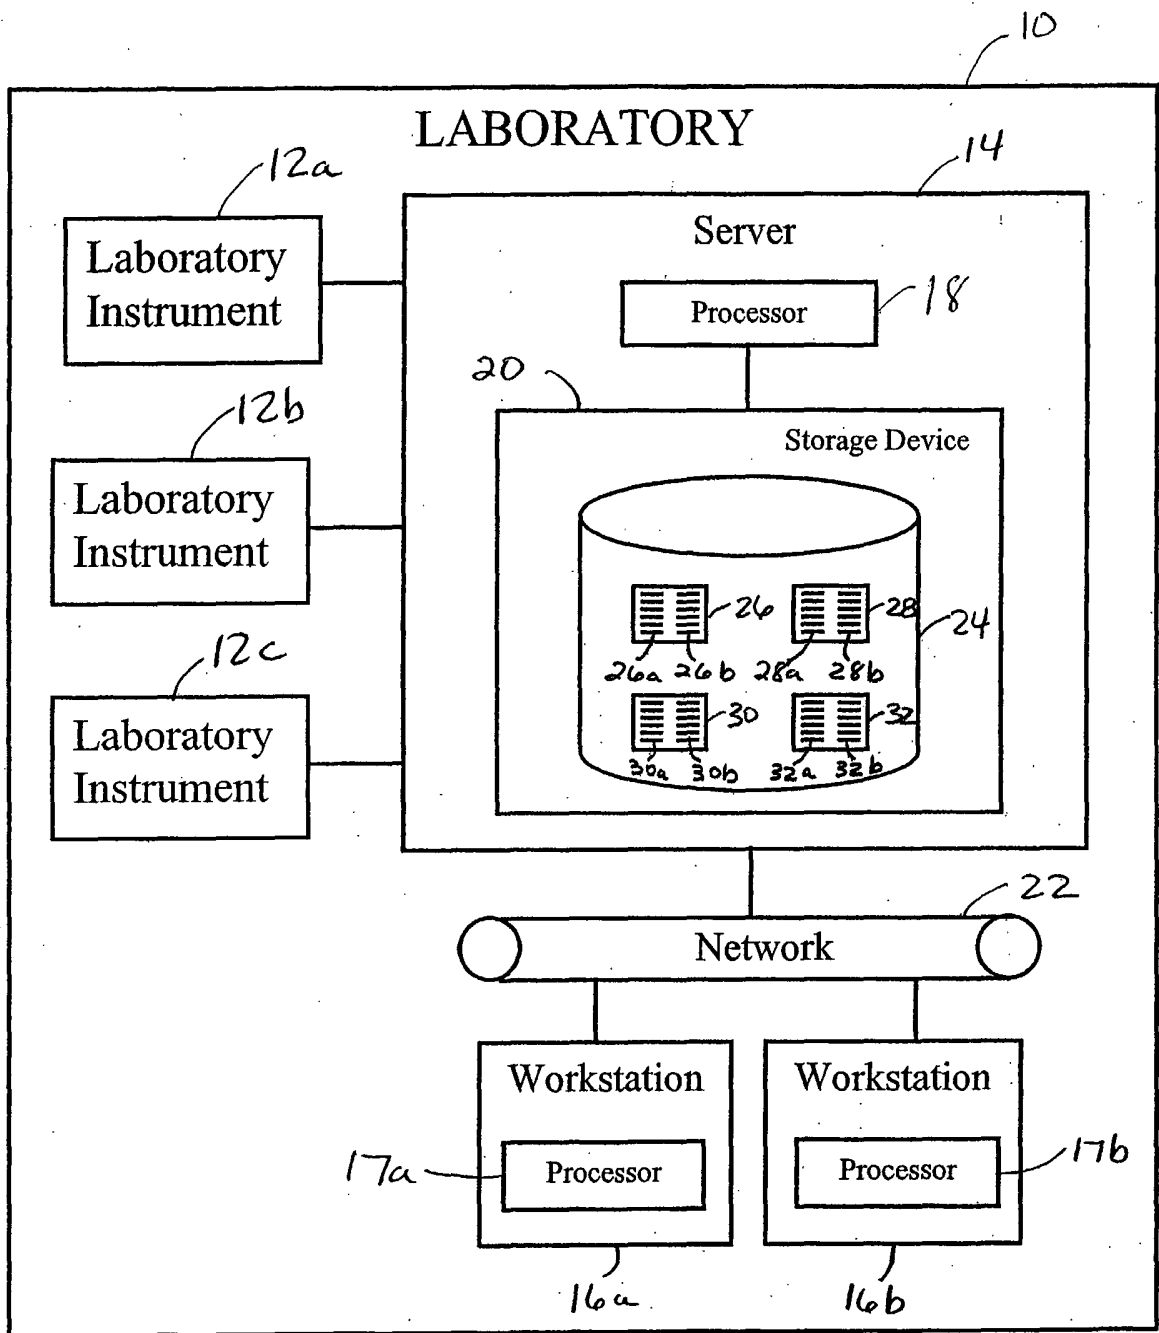 10
LABORATORY
12a
14
Laboratory
Instrument
Server
Processor
18
20
Storage Device
12b
Laboratory
Instrument
26
28
24
26a 26b 28a 28b
12c
Laboratory
Instrument
30
32
30a 30b 32a 32b
22
Network
Workstation
Workstation
17a
Processor
Processor
17b
16a
16b